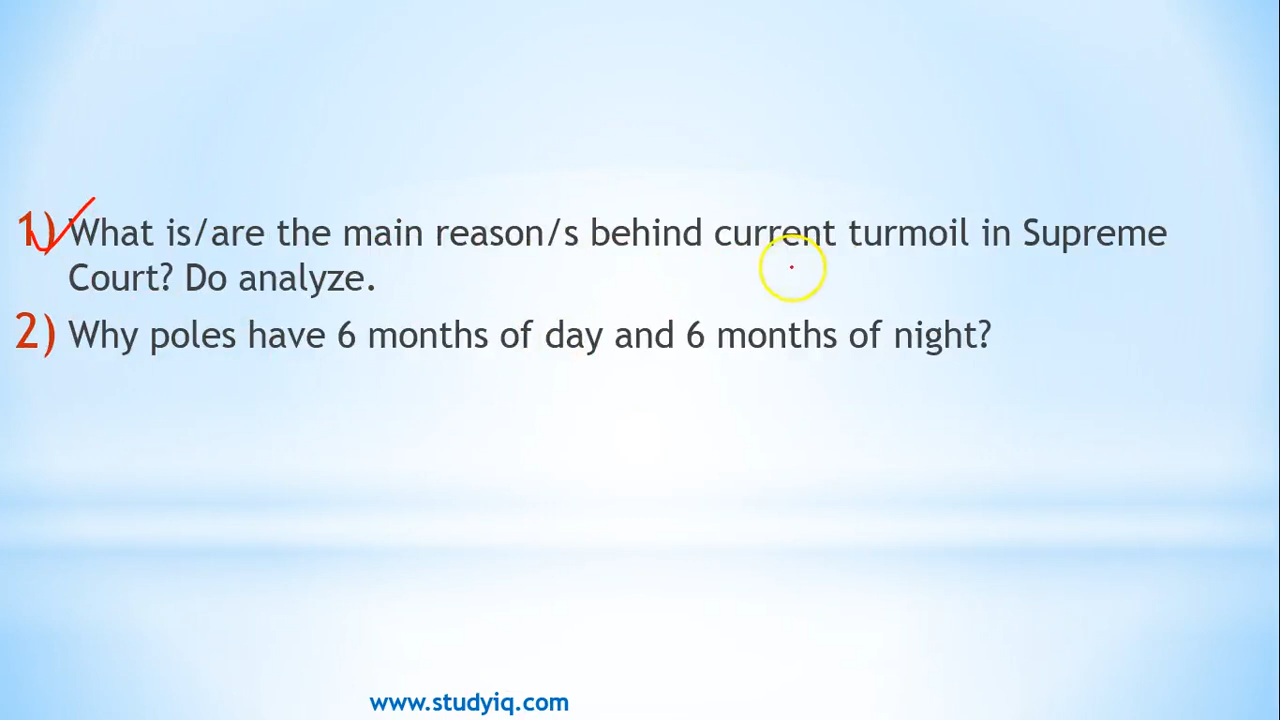 1) What is/are the main reason/s behind current turmoil in Supreme
Court? Do analyze.
2) Why poles have 6 months of day and 6 months of night?
www.studyiq.com